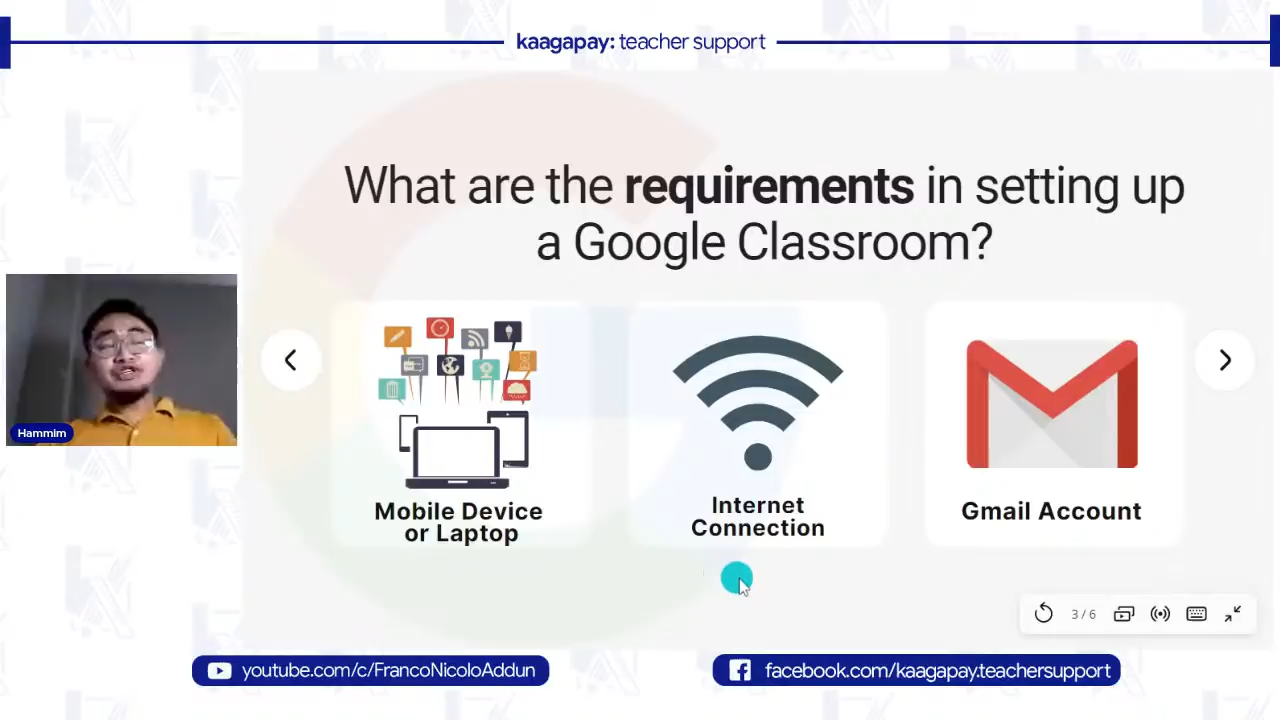 kaagapay: teacher support
What are the requirements in setting up
a Google Classroom?
Hammim
Mobile Device
or Laptop
Internet
Connection
Gmail Account
3/6
youtube.com/c/FrancoNicoloAddun
facebook.com/kaagapay.teachersupport